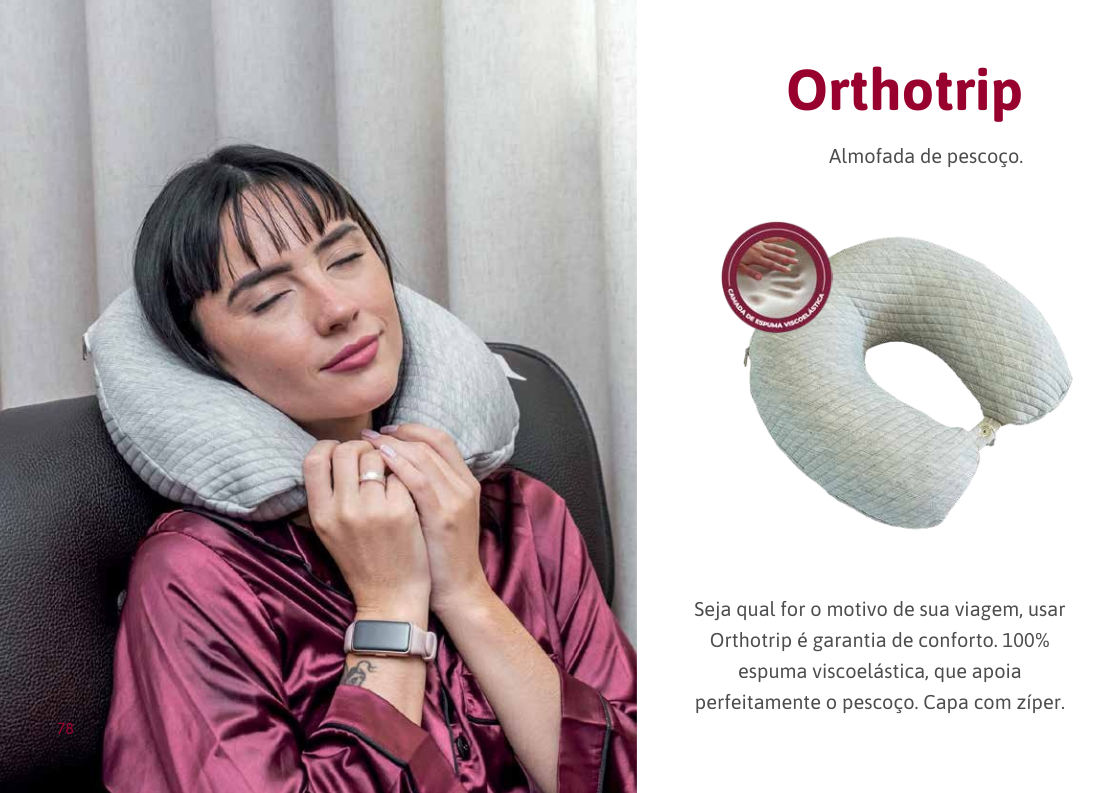 Orthotrip
Almofada de pescoço.
CAMADA DE ESPUMA VISCOELÁSTICA
Seja qual for o motivo de sua viagem, usar
Orthotrip é garantia de conforto. 100%
espuma viscoelástica, que apoia
perfeitamente o pescoço. Capa com zíper.
78